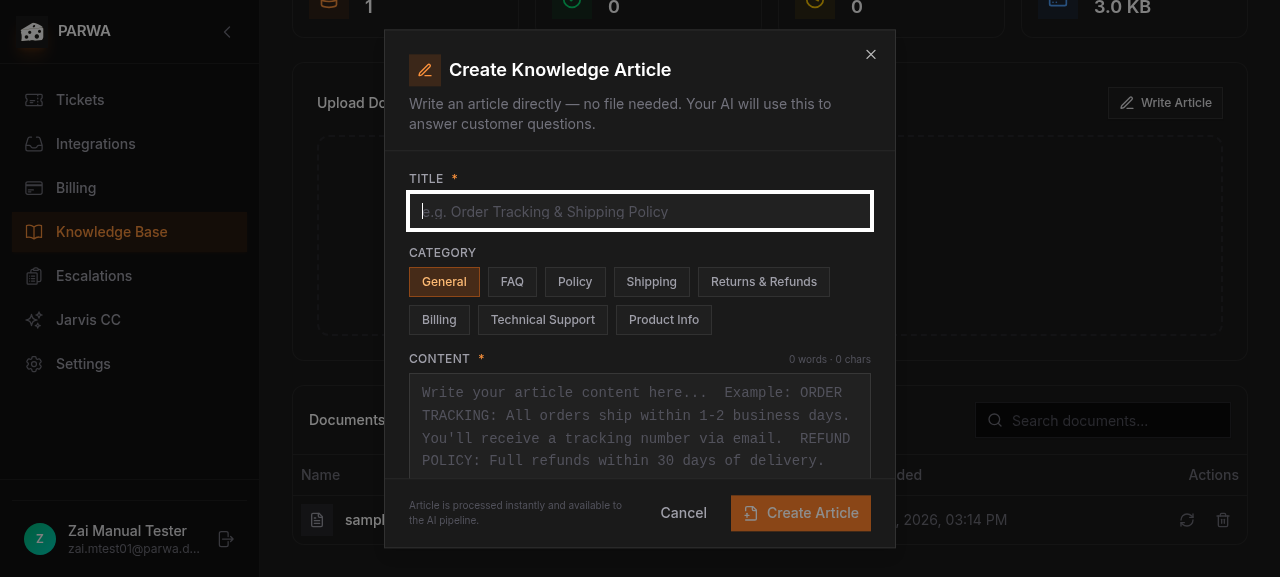 PARWA
Tickets
Integrations
Billing
Knowledge Base
Escalations
Jarvis CC
Settings
Z
Zai Manual Tester
zai.mtest01@parwa.d...
1
0
0
3.0 KB
Upload Do
Write Article
Create Knowledge Article
Write an article directly — no file needed. Your AI will use this to
answer customer questions.
TITLE *
e.g. Order Tracking & Shipping Policy
CATEGORY
General
FAQ
Policy
Shipping
Returns & Refunds
Billing
Technical Support
Product Info
CONTENT *
0 words · 0 chars
Write your article content here... Example: ORDER
TRACKING: All orders ship within 1-2 business days.
You'll receive a tracking number via email. REFUND
POLICY: Full refunds within 30 days of delivery.
Article is processed instantly and available to
the AI pipeline.
Cancel
Create Article
Documents
Search documents...
Name
ded
Actions
sampl
, 2026, 03:14 PM